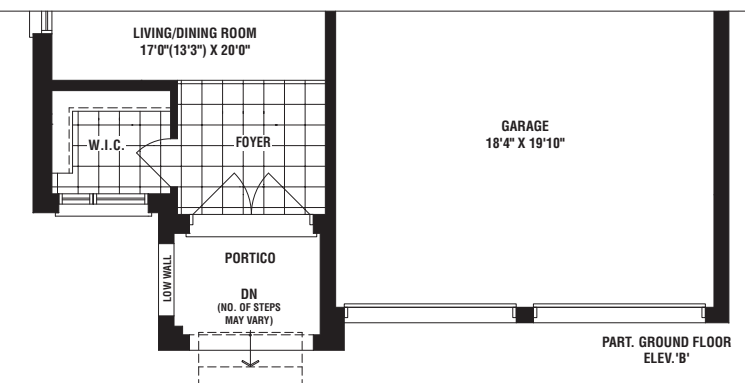 LIVING/DINING ROOM
17'0"(13'3") X 20'0"
GARAGE
18'4" X 19'10"
W.I.C.
FOYER
PORTICO
LOW WALL
DN
(NO. OF STEPS
MAY VARY)
PART. GROUND FLOOR
ELEV.'B'